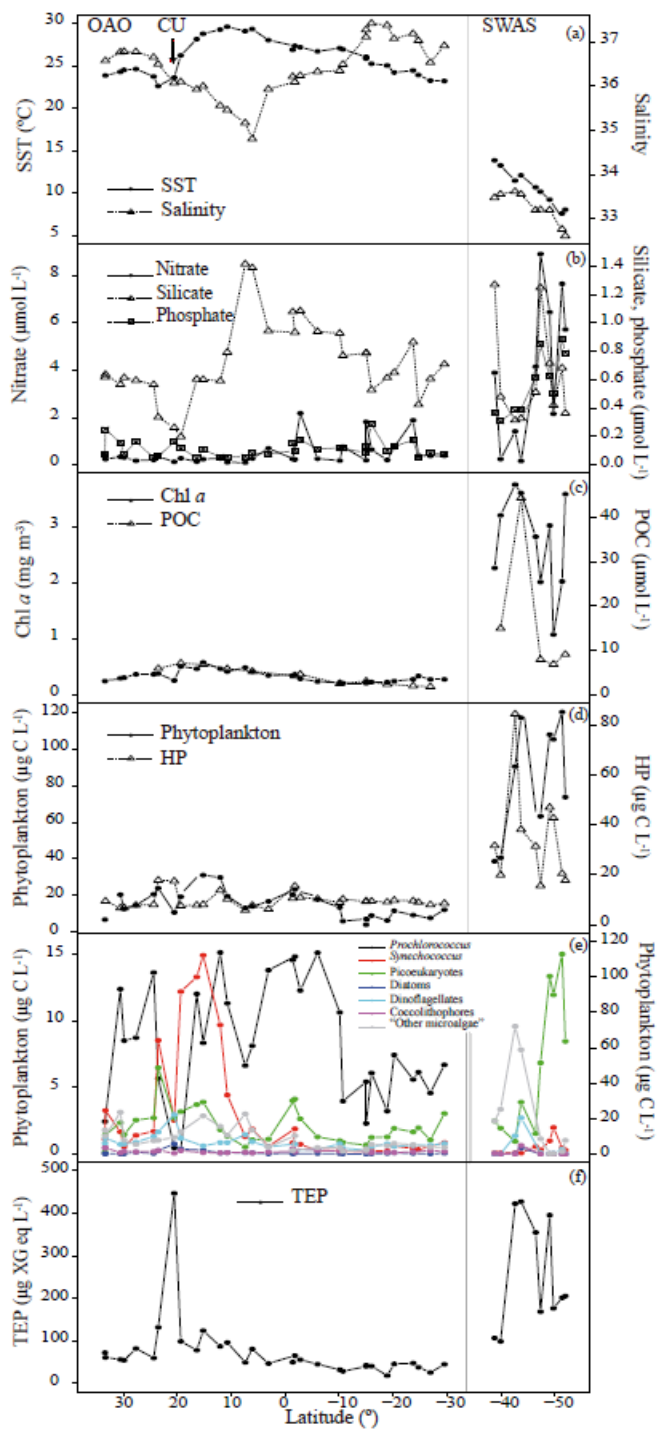 OAO CU SWAS
(a)
30
25
20
15
10
5
SST (ºC)
37
36
35
34
33
Salinity
SST
Salinity
(b)
8
6
4
2
0
Nitrate (µmol L-1)
1.4
1.2
1.0
0.8
0.6
0.4
0.2
0.0
Silicate, phosphate (µmol L-1)
Nitrate
Silicate
Phosphate
(c)
3
2
1
0
Chl a (mg m-3)
40
30
20
10
0
POC (µmol L-1)
Chl a
POC
(d)
120
100
80
60
40
20
0
Phytoplankton (µg C L-1)
80
60
40
20
0
HP (µg C L-1)
Phytoplankton
HP
(e)
15
10
5
0
Phytoplankton (µg C L-1)
120
100
80
60
40
20
0
Phytoplankton (µg C L-1)
Prochlorococcus
Synechococcus
Picoeukaryotes
Diatoms
Dinoflagellates
Coccolithophores
"Other microalgae"
(f)
500
400
300
200
100
0
TEP (µg XG eq L-1)
TEP
30 20 10 0 −10 −20 −30 −40 −50
Latitude (º)